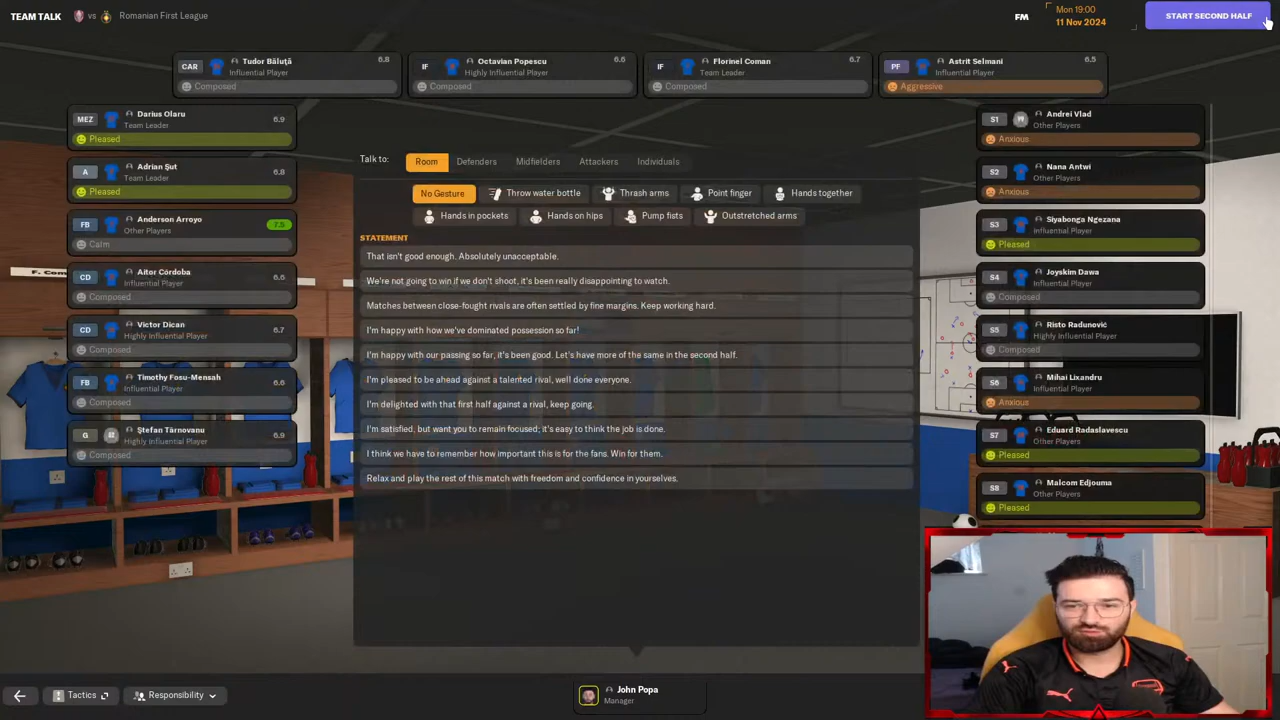 TEAM TALK vs Romanian First League
FM
Mon 19:00
11 Nov 2024
START SECOND HALF
CAR Tudor Băluță 6.8
Influential Player
Composed
IF Octavian Popescu 6.6
Highly Influential Player
Composed
IF Florinel Coman 6.7
Team Leader
Composed
PF Astrit Selmani 6.5
Influential Player
Aggressive
MEZ Darius Olaru 6.9
Team Leader
Pleased
A Adrian Şut 6.8
Team Leader
Pleased
FB Anderson Arroyo 7.5
Other Players
Calm
CD Aitor Córdoba 6.6
Influential Player
Composed
CD Victor Dican 6.7
Highly Influential Player
Composed
FB Timothy Fosu-Mensah 6.6
Influential Player
Composed
G Ştefan Târnovanu 6.9
Highly Influential Player
Composed
Talk to: Room Defenders Midfielders Attackers Individuals
No Gesture Throw water bottle Thrash arms Point finger Hands together
Hands in pockets Hands on hips Pump fists Outstretched arms
STATEMENT
That isn't good enough. Absolutely unacceptable.
We're not going to win if we don't shoot, it's been really disappointing to watch.
Matches between close-fought rivals are often settled by fine margins. Keep working hard.
I'm happy with how we've dominated possession so far!
I'm happy with our passing so far, it's been good. Let's have more of the same in the second half.
I'm pleased to be ahead against a talented rival, well done everyone.
I'm delighted with that first half against a rival, keep going.
I'm satisfied, but want you to remain focused; it's easy to think the job is done.
I think we have to remember how important this is for the fans. Win for them.
Relax and play the rest of this match with freedom and confidence in yourselves.
S1 Andrei Vlad
Other Players
Anxious
S2 Nana Antwi
Other Players
Anxious
S3 Siyabonga Ngezana
Influential Player
Pleased
S4 Joyskim Dawa
Influential Player
Composed
S5 Risto Radunović
Highly Influential Player
Composed
S6 Mihai Lixandru
Influential Player
Anxious
S7 Eduard Radaslavescu
Other Players
Pleased
S8 Malcom Edjouma
Other Players
Pleased
F. Com
Tactics Responsibility
John Popa
Manager